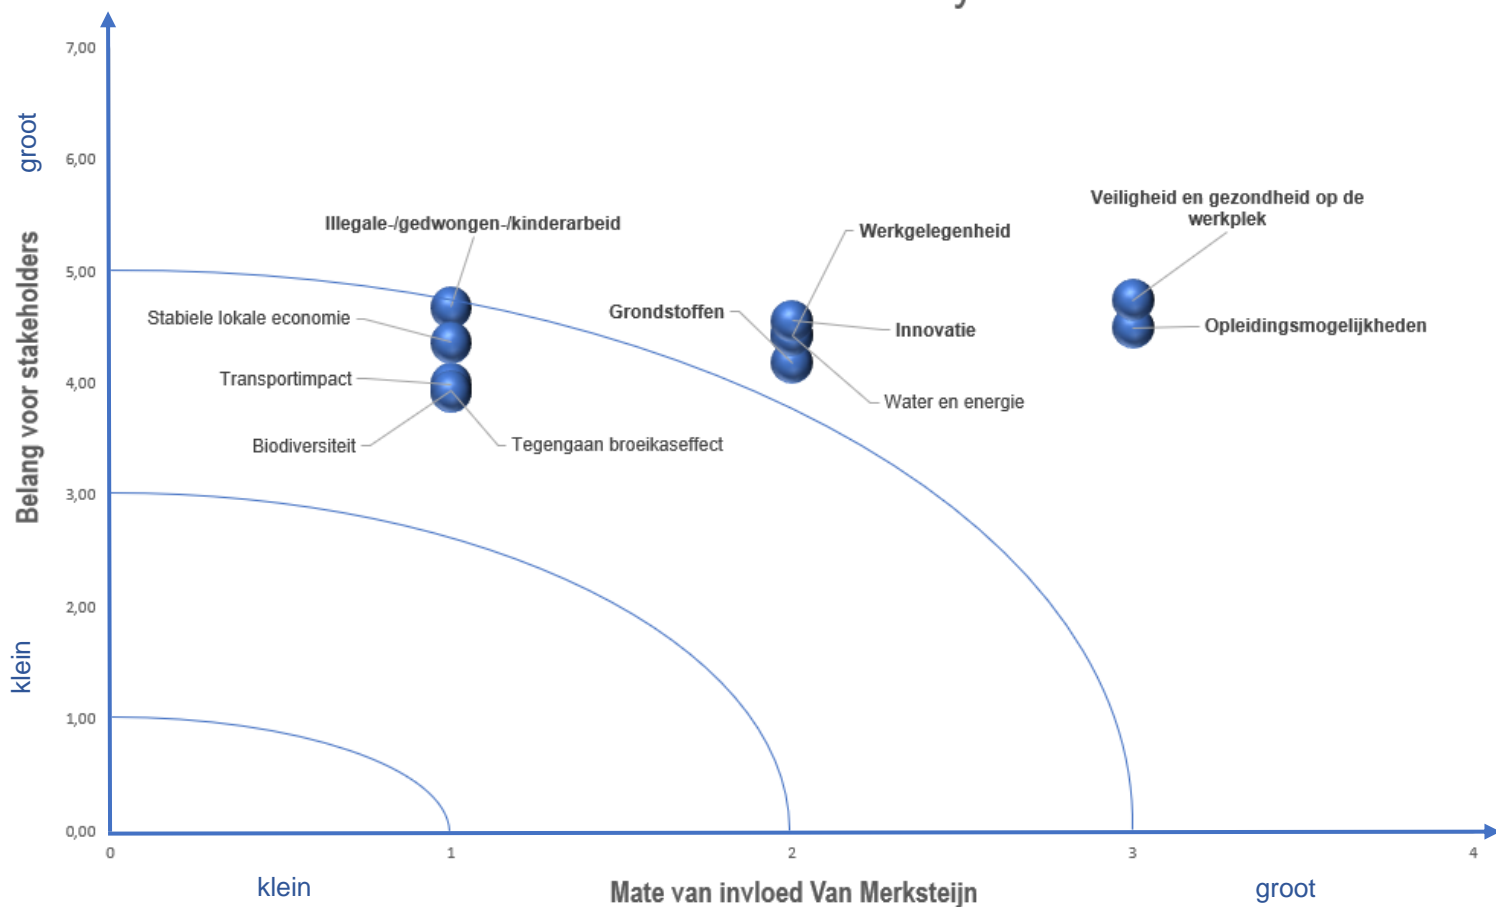 7,00
groot
6,00
Veiligheid en gezondheid op de
werkplek
Illegale-/gedwongen-/kinderarbeid
Werkgelegenheid
5,00
Stabiele lokale economie
Grondstoffen
Innovatie
Opleidingsmogelijkheden
Belang voor stakeholders
4,00
Transportimpact
Water en energie
Biodiversiteit
Tegengaan broeikaseffect
3,00
2,00
klein
1,00
0,00
0 1 2 3 4
klein
Mate van invloed Van Merksteijn
groot